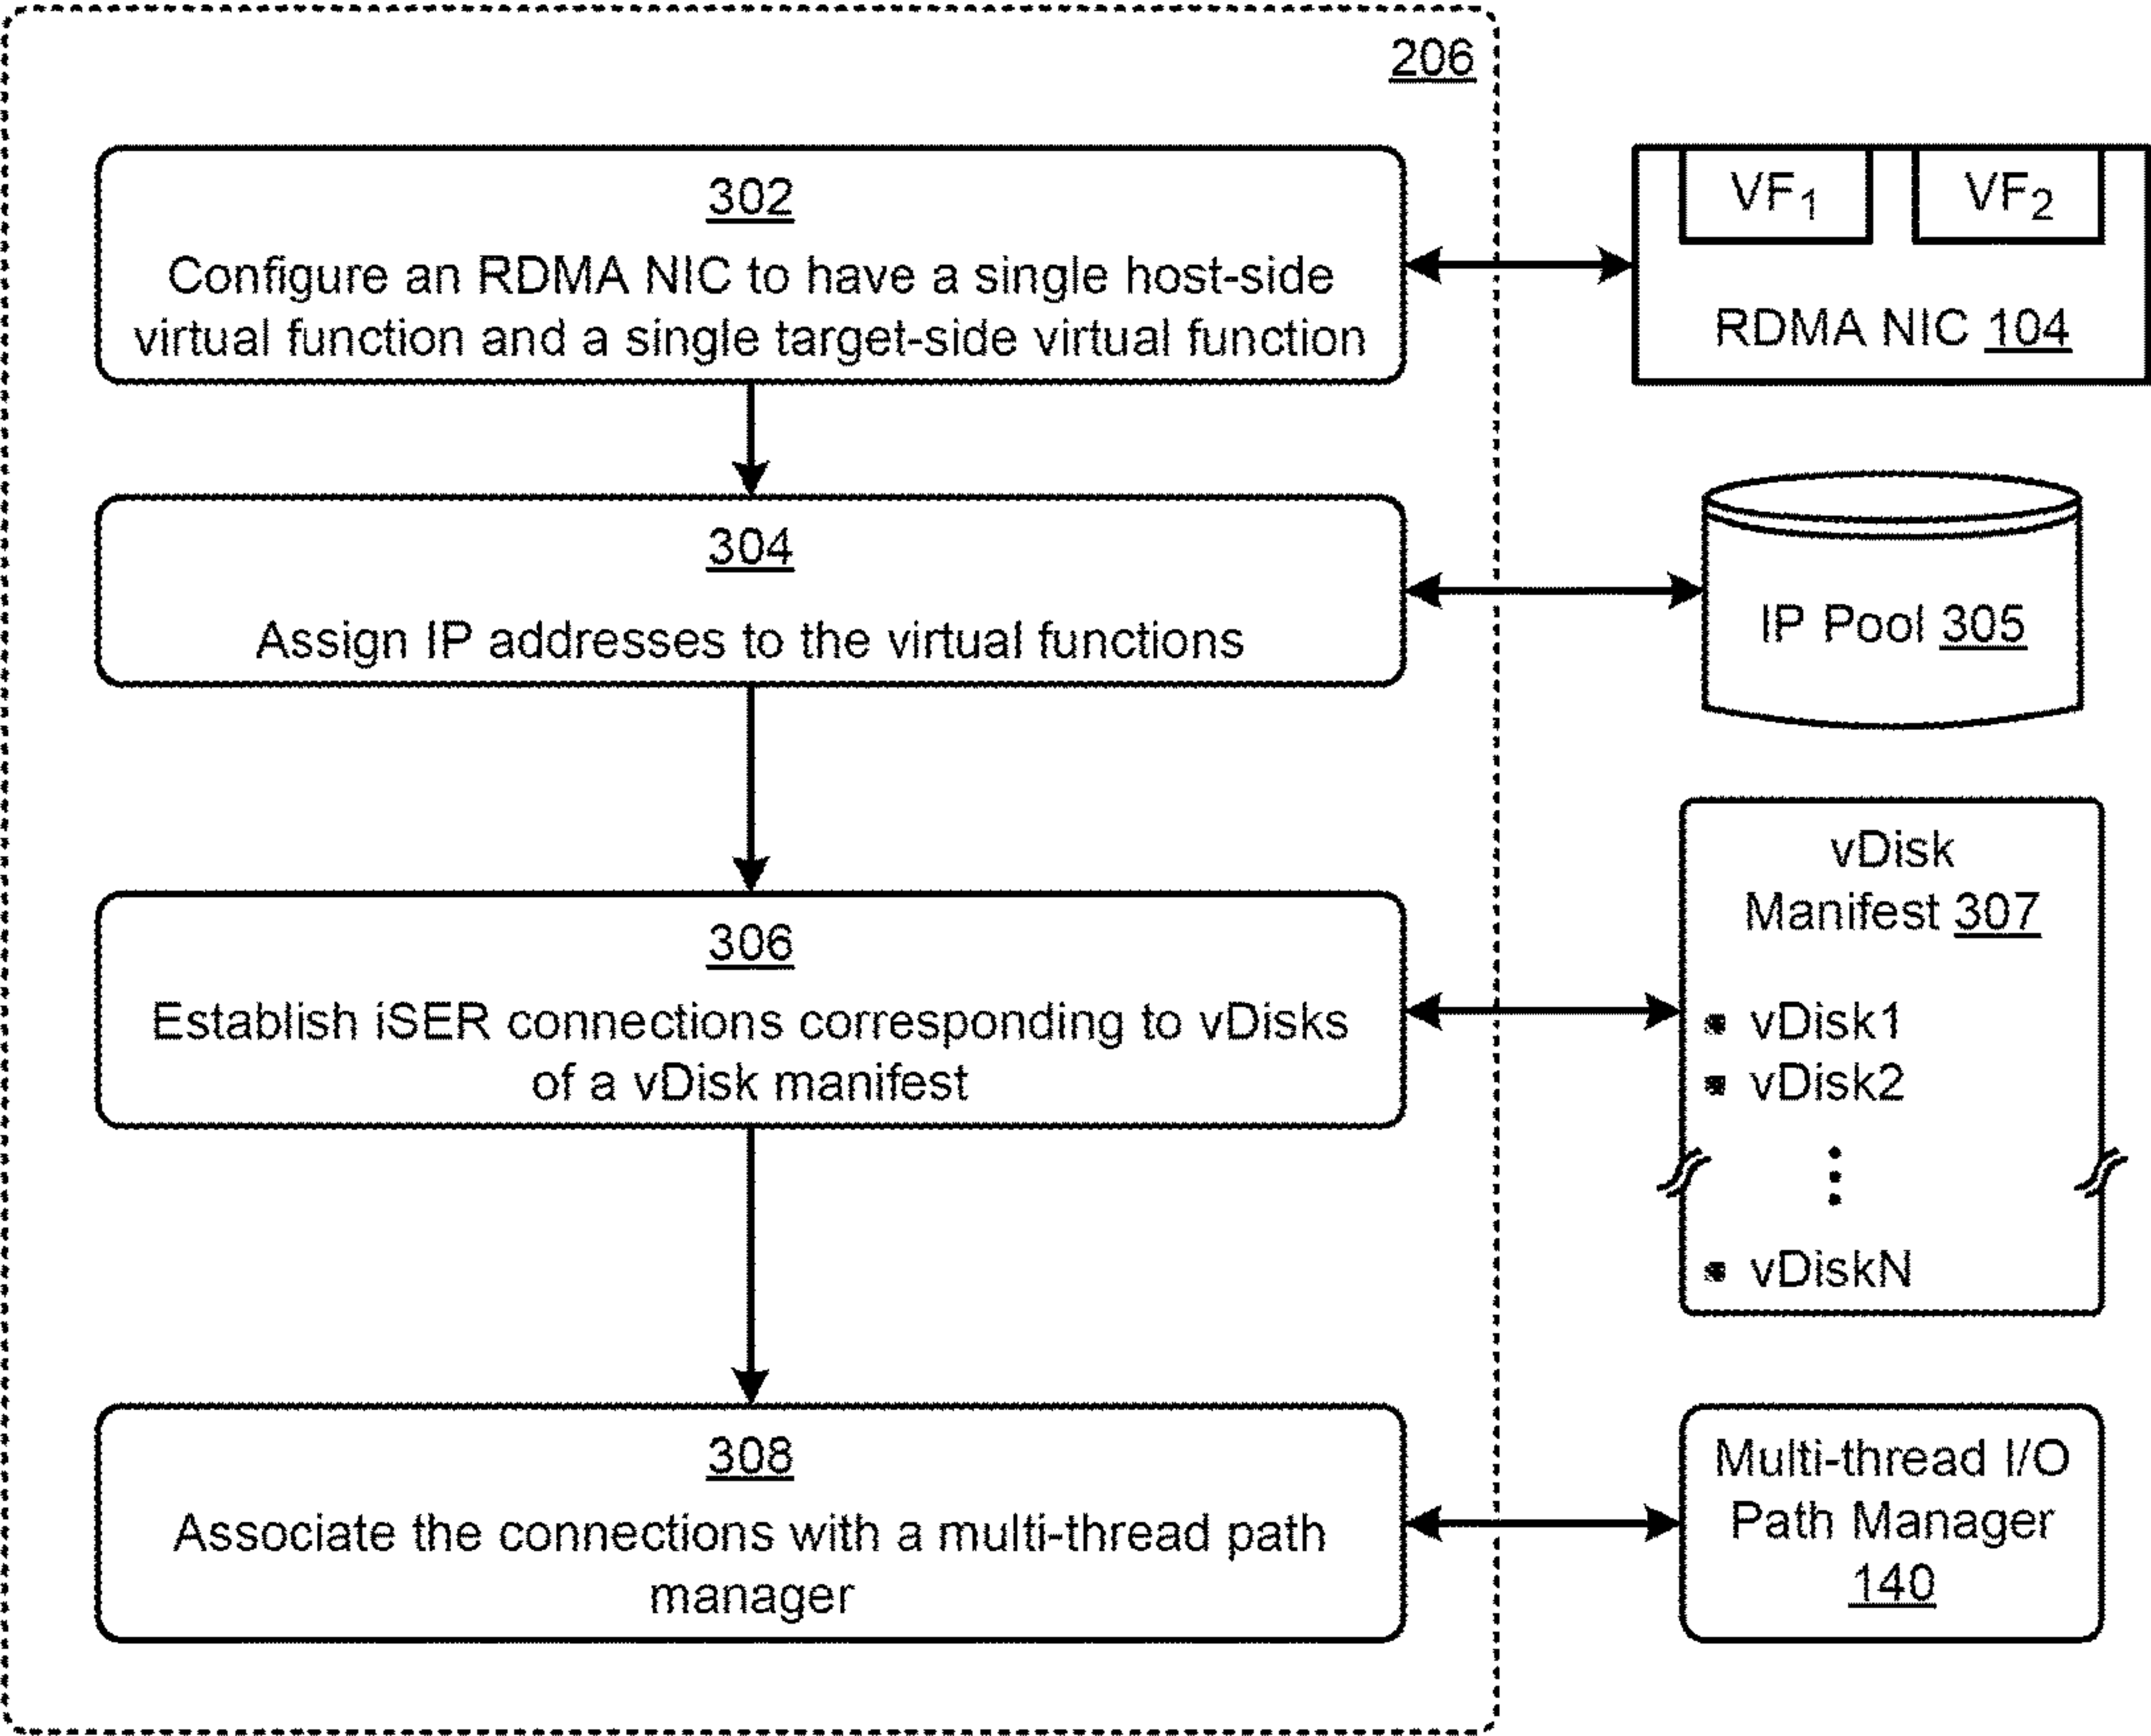 206
302
Configure an RDMA NIC to have a single host-side
virtual function and a single target-side virtual function
VF1 VF2
RDMA NIC 104
304
Assign IP addresses to the virtual functions
IP Pool 305
306
Establish iSER connections corresponding to vDisks
of a vDisk manifest
vDisk
Manifest 307
• vDisk1
• vDisk2
⋮
• vDiskN
308
Associate the connections with a multi-thread path
manager
Multi-thread I/O
Path Manager
140